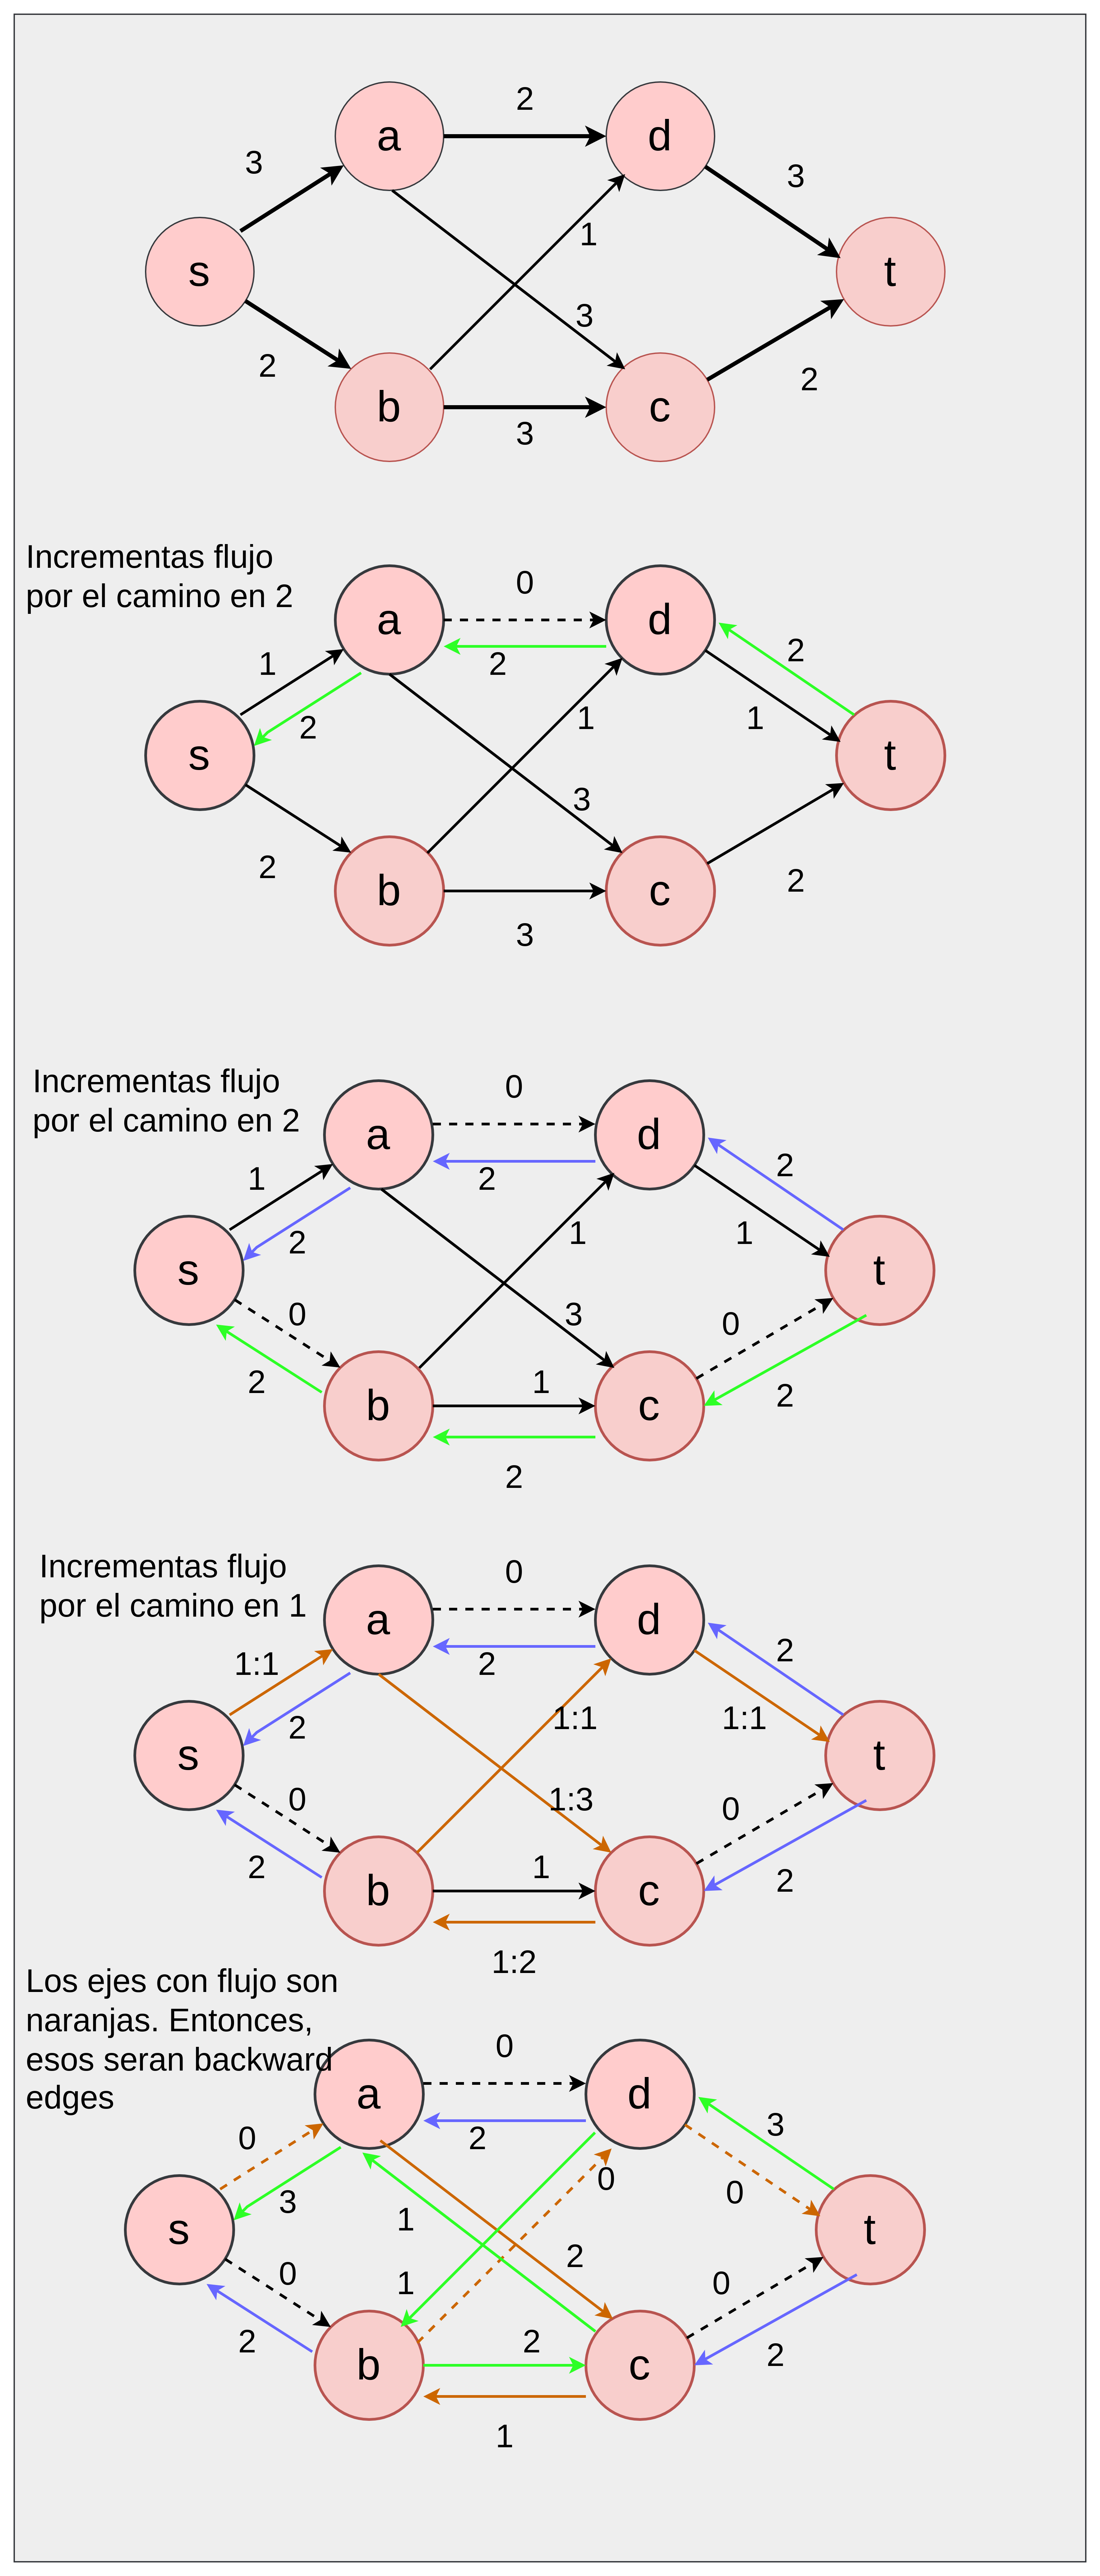 2
3
3
a
d
1
s
t
3
2
2
b
c
3
Incrementas flujo
por el camino en 2
0
a
d
1
2
2
2
1
1
s
t
3
2
2
b
c
3
Incrementas flujo
por el camino en 2
0
a
d
1
2
2
2
1
1
s
t
0
3
0
2
1
2
b
c
2
Incrementas flujo
por el camino en 1
0
a
d
1:1
2
2
2
1:1
1:1
s
t
0
1:3
0
2
1
2
b
c
1:2
Los ejes con flujo son
naranjas. Entonces,
esos seran backward
edges
0
a
d
0
2
3
0
3
0
1
s
t
2
0
1
0
2
2
2
b
c
1